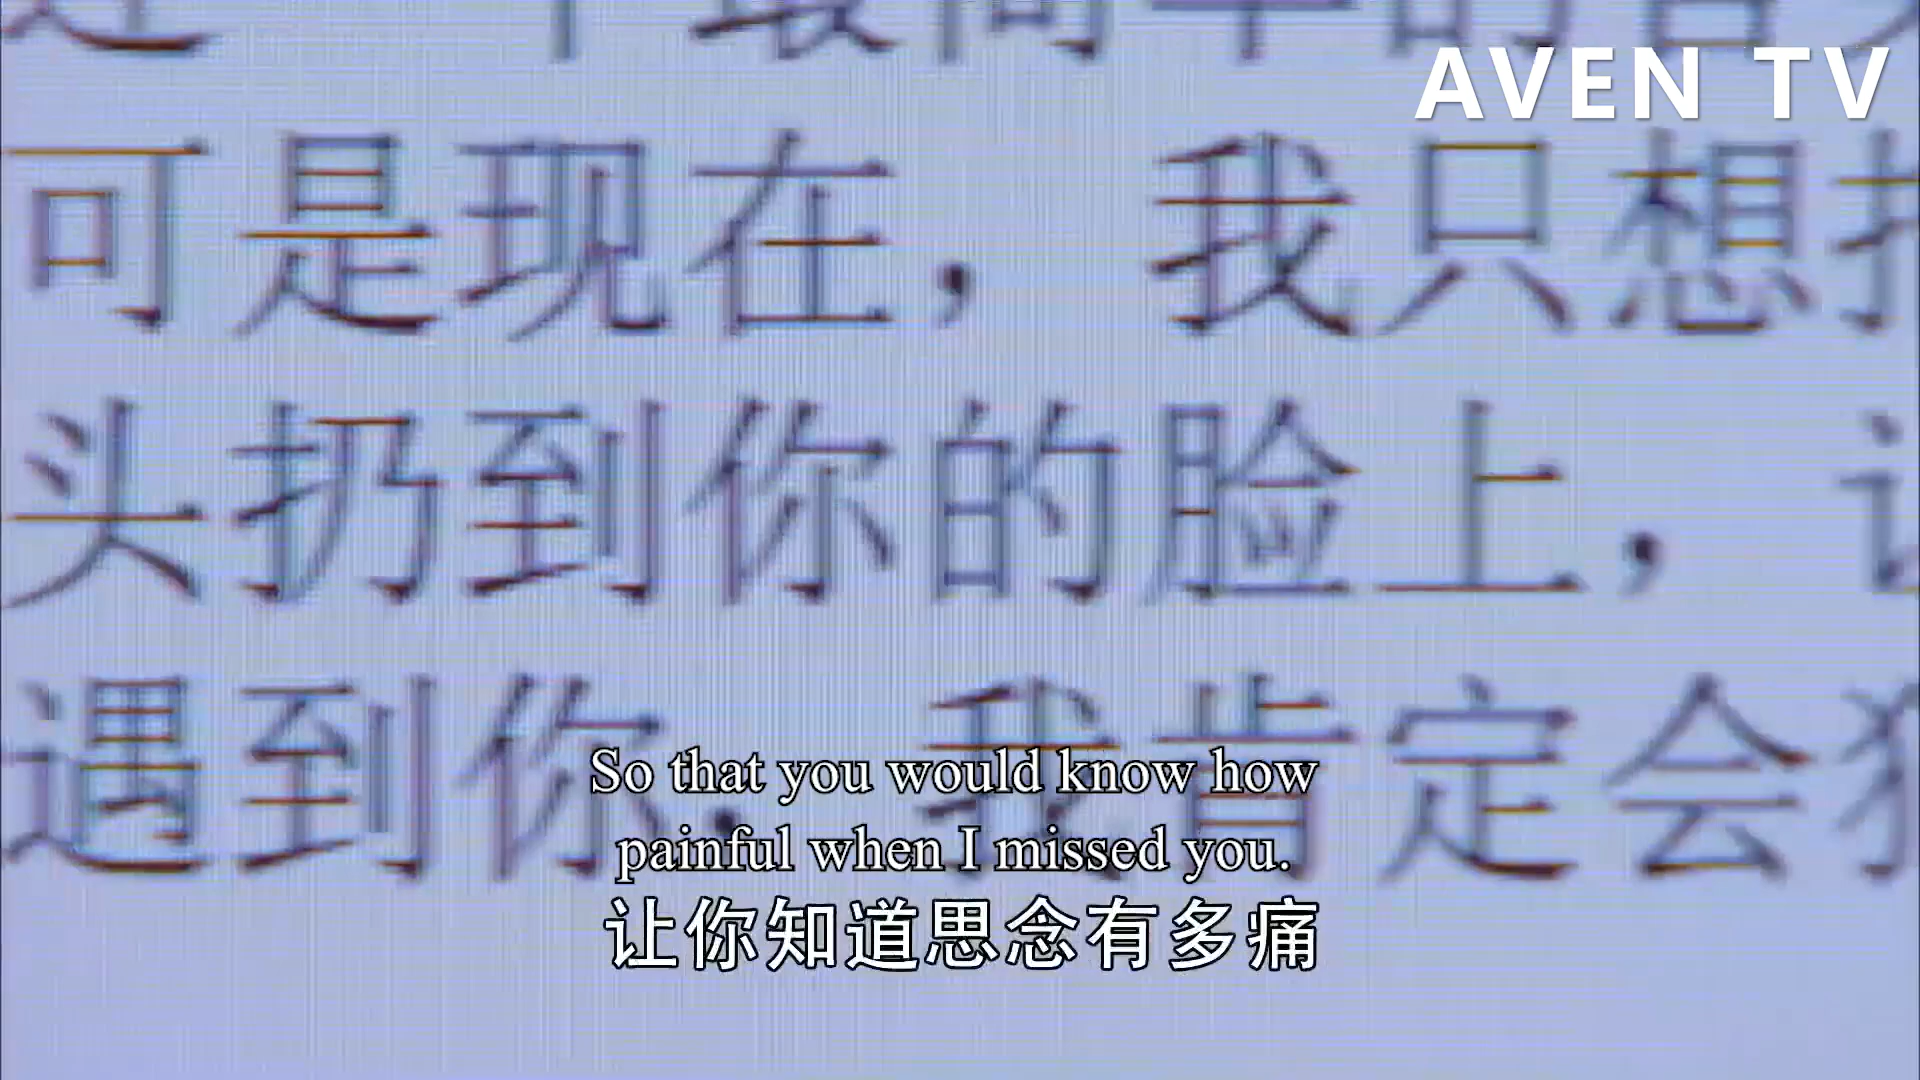 AVEN TV
可是现在，我只想
头扔到你的脸上，
遇到你，我肯定会
So that you would know how
painful when I missed you.
让你知道思念有多痛